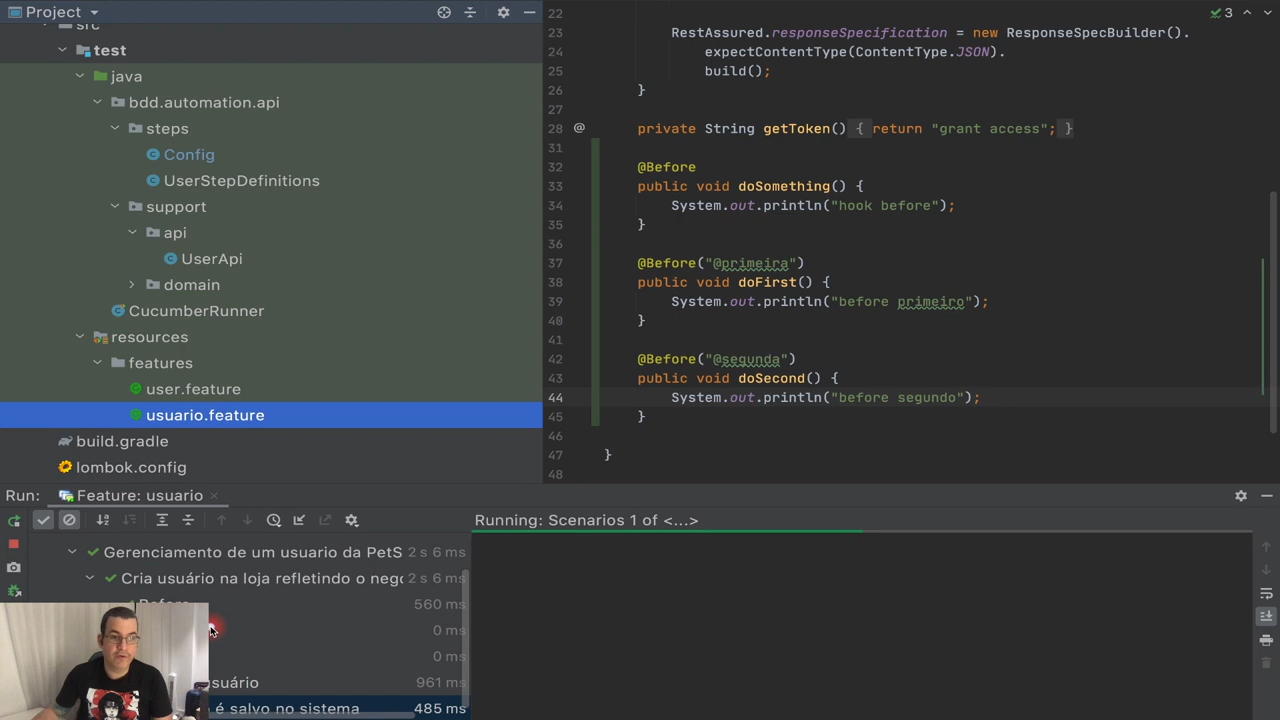 Project
src
test
java
bdd.automation.api
steps
Config
UserStepDefinitions
support
api
UserApi
domain
CucumberRunner
resources
features
user.feature
usuario.feature
build.gradle
lombok.config
22
23 RestAssured.responseSpecification = new ResponseSpecBuilder().
24 expectContentType(ContentType.JSON).
25 build();
26 }
27
28 @ private String getToken() { return "grant access"; }
31
32 @Before
33 public void doSomething() {
34 System.out.println("hook before");
35 }
36
37 @Before("@primeira")
38 public void doFirst() {
39 System.out.println("before primeiro");
40 }
41
42 @Before("@segunda")
43 public void doSecond() {
44 System.out.println("before segundo");
45 }
46
47 }
48
3
Run: Feature: usuario
Running: Scenarios 1 of <...>
Gerenciamento de um usuario da PetS 2 s 6 ms
Cria usuário na loja refletindo o negó 2 s 6 ms
Before 560 ms
0 ms
0 ms
suário 961 ms
é salvo no sistema 485 ms